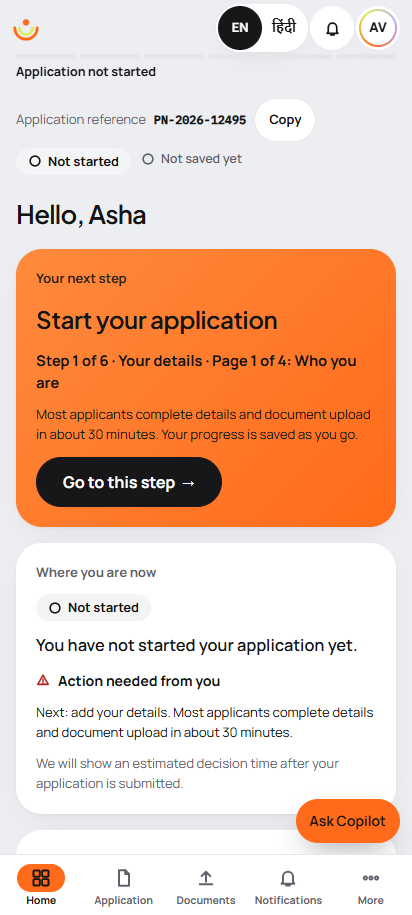 EN
हिंदी
AV
Application not started
Application reference PN-2026-12495 Copy
Not started
Not saved yet
Hello, Asha
Your next step
Start your application
Step 1 of 6 · Your details · Page 1 of 4: Who you
are
Most applicants complete details and document upload
in about 30 minutes. Your progress is saved as you go.
Go to this step →
Where you are now
Not started
You have not started your application yet.
Action needed from you
Next: add your details. Most applicants complete details
and document upload in about 30 minutes.
We will show an estimated decision time after your
application is submitted.
Ask Copilot
Home
Application
Documents
Notifications
More